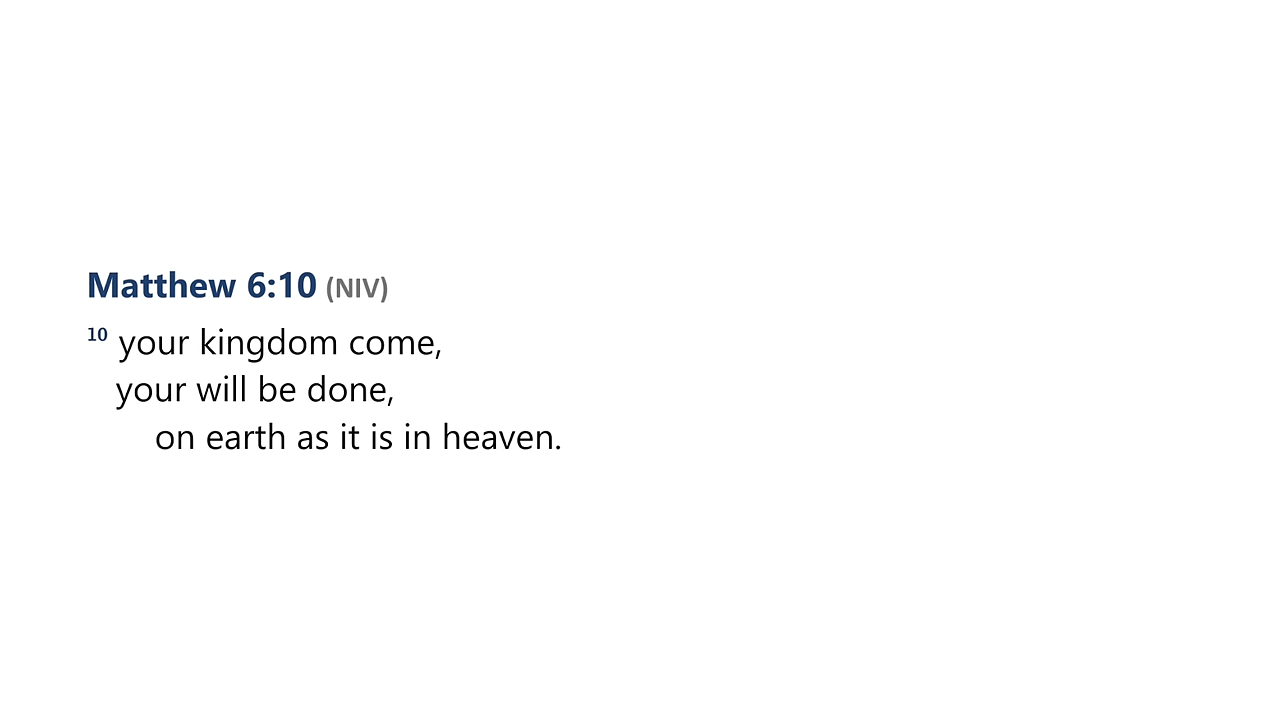 Matthew 6:10 (NIV)
10 your kingdom come,
your will be done,
on earth as it is in heaven.